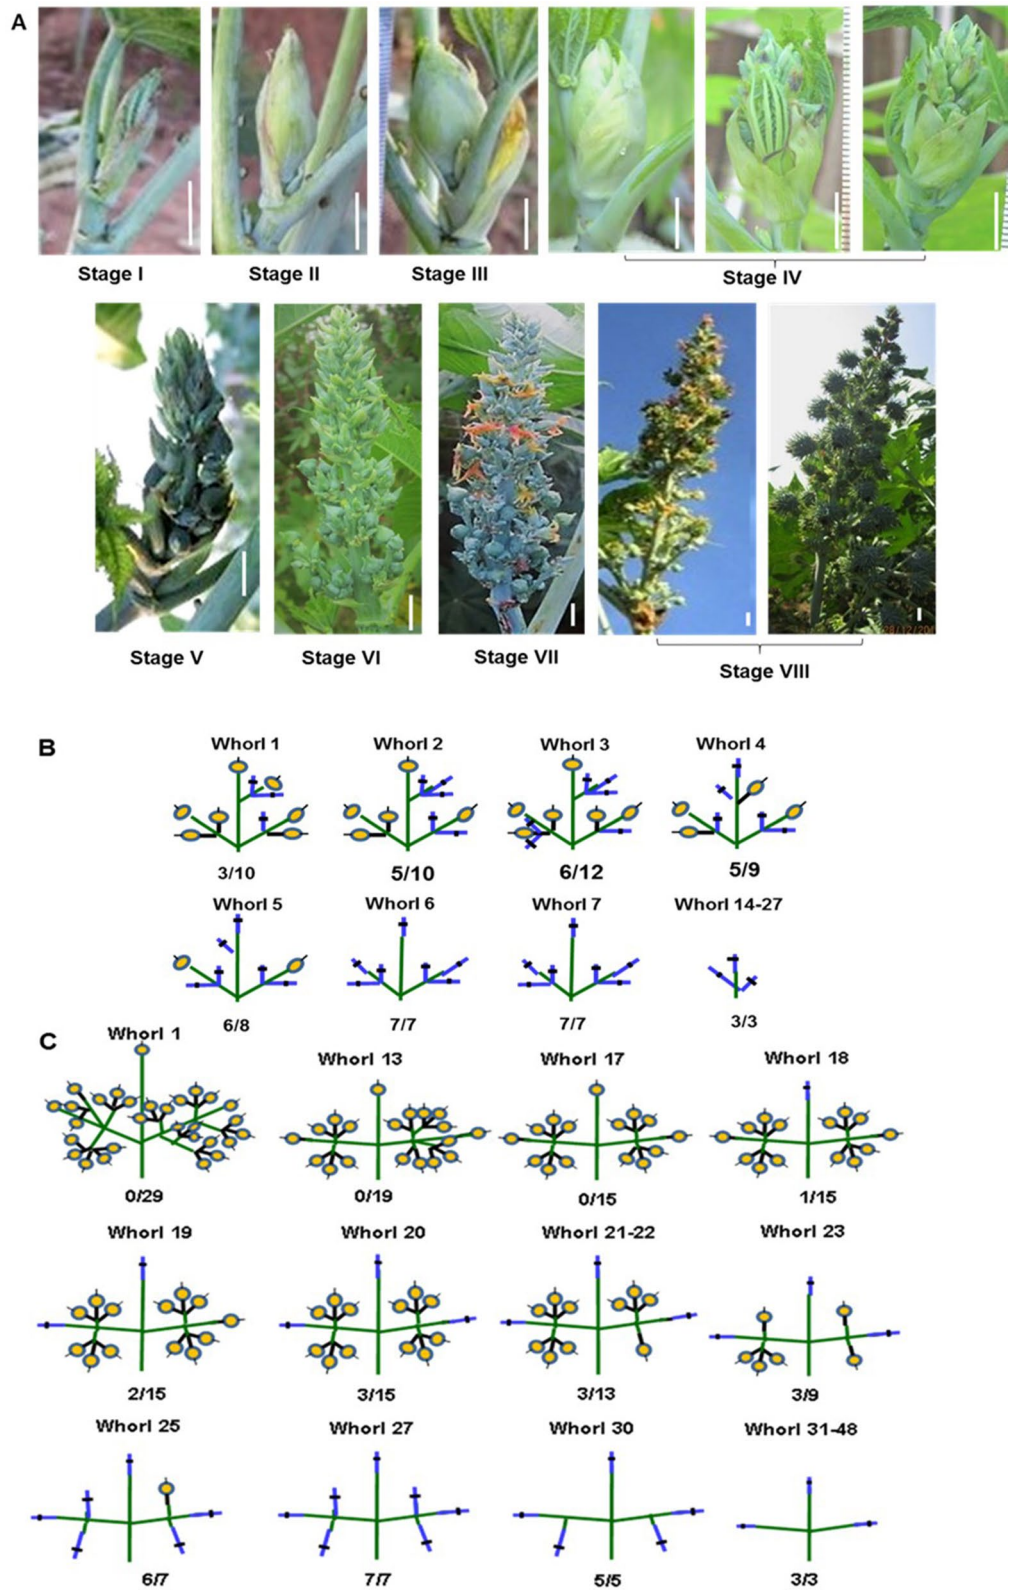 A
Stage I Stage II Stage III Stage IV
Stage V Stage VI Stage VII Stage VIII
B
Whorl 1 Whorl 2 Whorl 3 Whorl 4
3/10 5/10 6/12 5/9
Whorl 5 Whorl 6 Whorl 7 Whorl 14-27
6/8 7/7 7/7 3/3
C
Whorl 1 Whorl 13 Whorl 17 Whorl 18
0/29 0/19 0/15 1/15
Whorl 19 Whorl 20 Whorl 21-22 Whorl 23
2/15 3/15 3/13 3/9
Whorl 25 Whorl 27 Whorl 30 Whorl 31-48
6/7 7/7 5/5 3/3